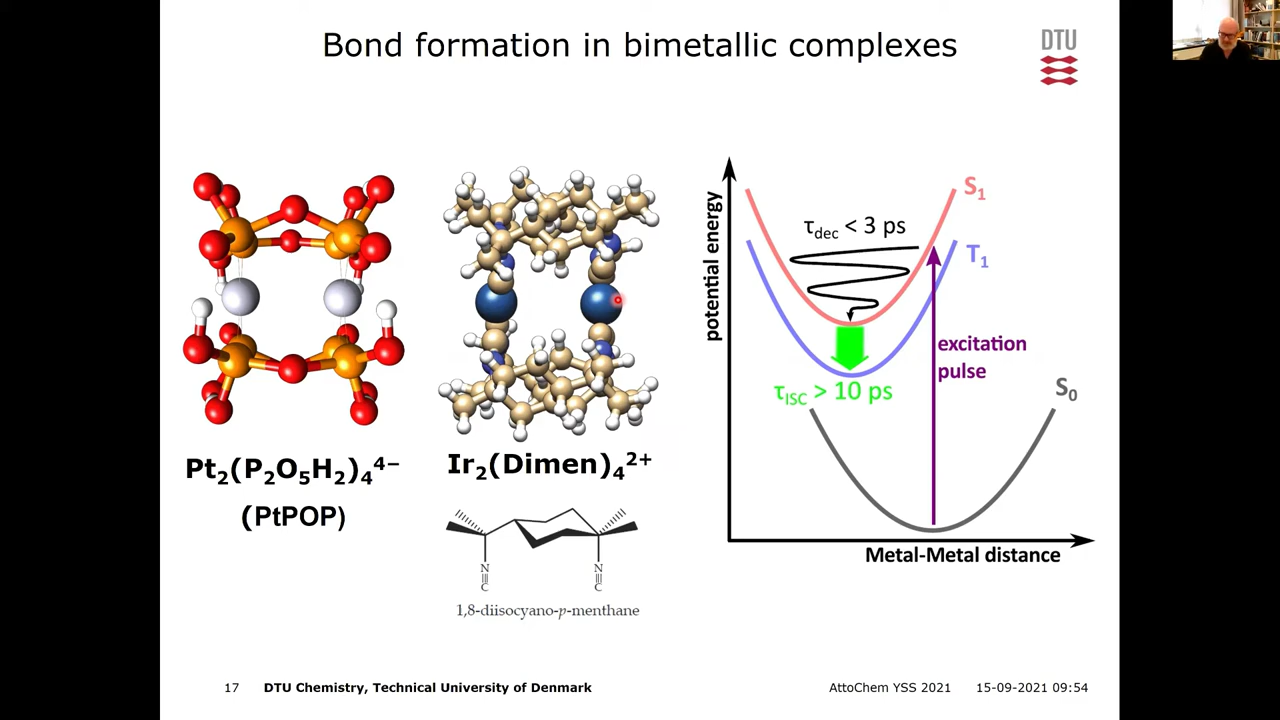 Bond formation in bimetallic complexes
DTU
Pt₂(P₂O₅H₂)₄⁴⁻
(PtPOP)
Ir₂(Dimen)₄²⁺
N
C
N
C
1,8-diisocyano-p-menthane
potential energy
S₁
τdec < 3 ps
T₁
excitation
pulse
τISC > 10 ps
S₀
Metal-Metal distance
17 DTU Chemistry, Technical University of Denmark AttoChem YSS 2021 15-09-2021 09:54